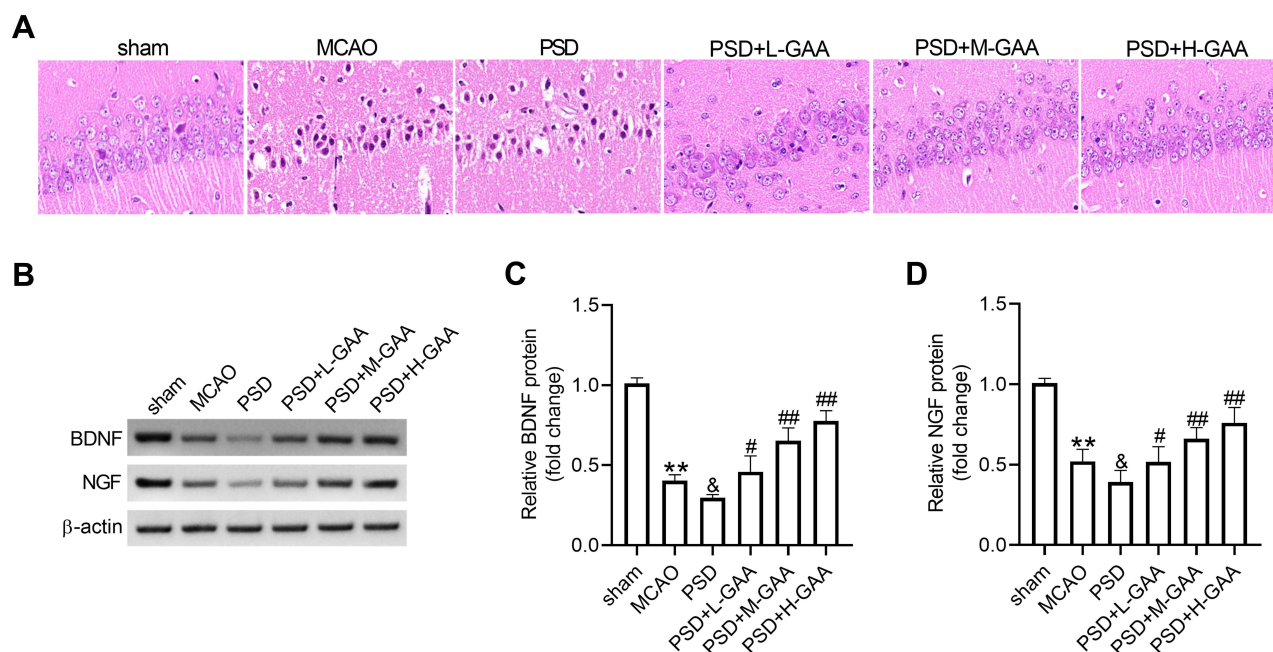 A
sham MCAO PSD PSD+L-GAA PSD+M-GAA PSD+H-GAA
B
sham MCAO PSD PSD+L-GAA PSD+M-GAA PSD+H-GAA
BDNF
NGF
β-actin
C
Relative BDNF protein
(fold change)
1.5
1.0
0.5
0.0
** & # ## ##
sham MCAO PSD PSD+L-GAA PSD+M-GAA PSD+H-GAA
D
Relative NGF protein
(fold change)
1.5
1.0
0.5
0.0
** & # ## ##
sham MCAO PSD PSD+L-GAA PSD+M-GAA PSD+H-GAA